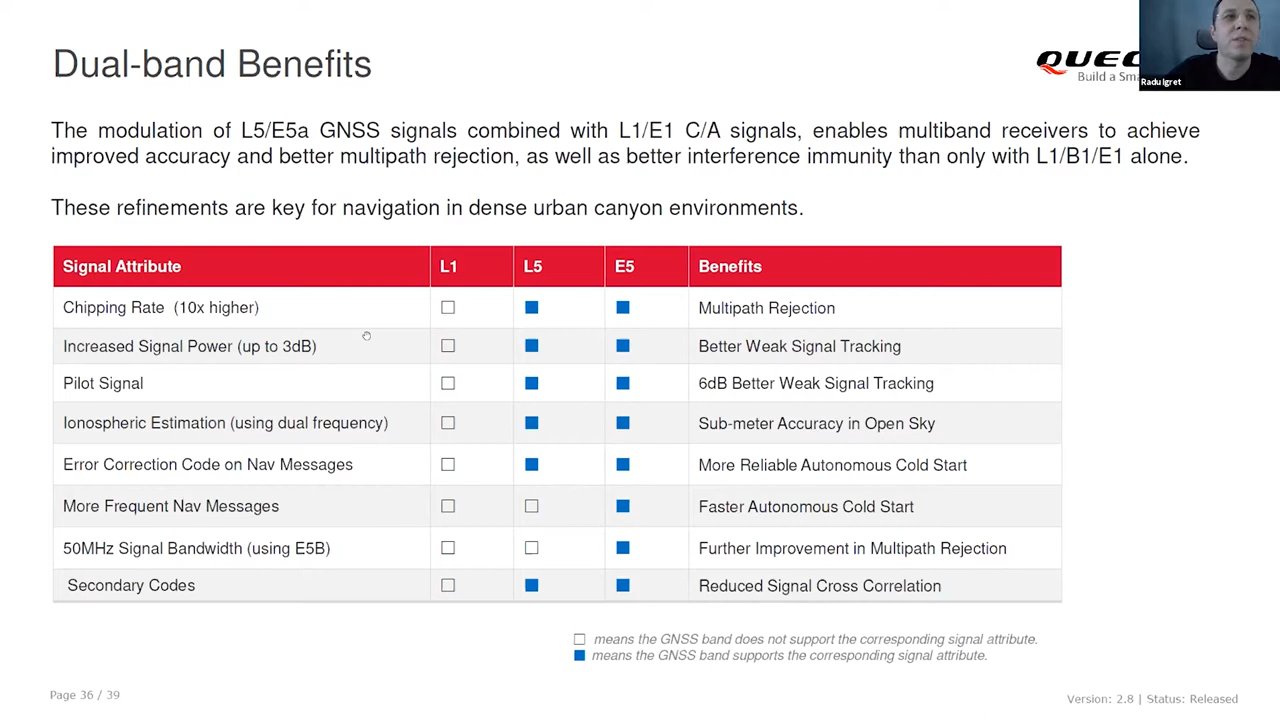 Dual-band Benefits
QUEC
Build a Sma
Radu Igret
The modulation of L5/E5a GNSS signals combined with L1/E1 C/A signals, enables multiband receivers to achieve
improved accuracy and better multipath rejection, as well as better interference immunity than only with L1/B1/E1 alone.
These refinements are key for navigation in dense urban canyon environments.
Signal Attribute L1 L5 E5 Benefits
Chipping Rate (10x higher) □ ■ ■ Multipath Rejection
Increased Signal Power (up to 3dB) □ ■ ■ Better Weak Signal Tracking
Pilot Signal □ ■ ■ 6dB Better Weak Signal Tracking
Ionospheric Estimation (using dual frequency) □ ■ ■ Sub-meter Accuracy in Open Sky
Error Correction Code on Nav Messages □ ■ ■ More Reliable Autonomous Cold Start
More Frequent Nav Messages □ □ ■ Faster Autonomous Cold Start
50MHz Signal Bandwidth (using E5B) □ □ ■ Further Improvement in Multipath Rejection
Secondary Codes □ ■ ■ Reduced Signal Cross Correlation
□ means the GNSS band does not support the corresponding signal attribute.
■ means the GNSS band supports the corresponding signal attribute.
Page 36 / 39
Version: 2.8 | Status: Released